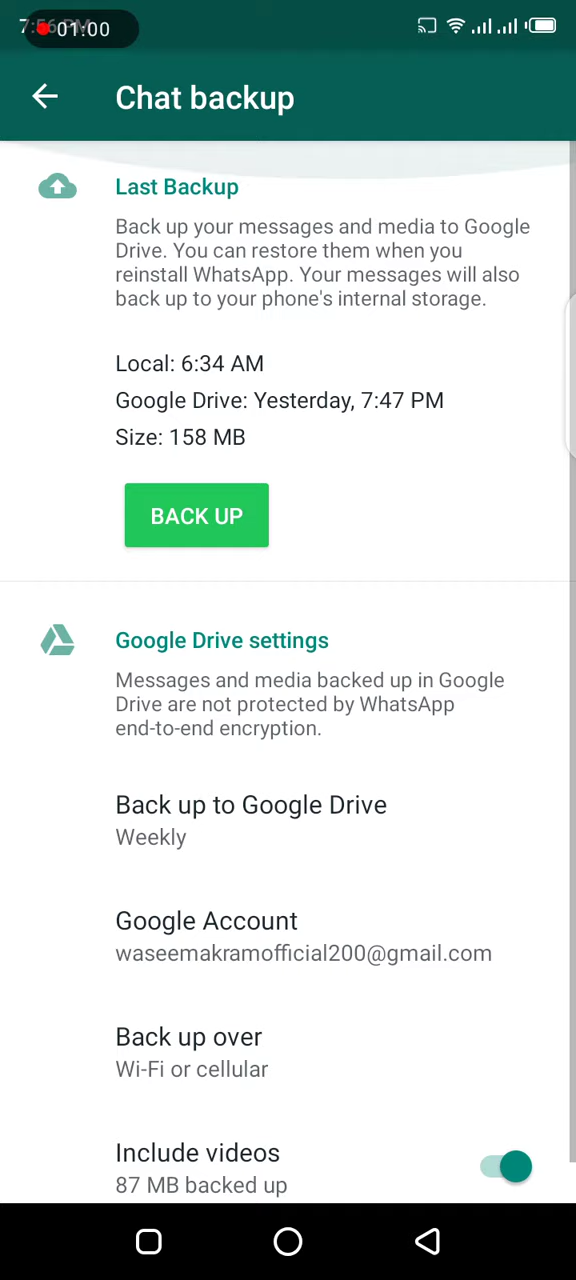 7:56 PM
01:00
Chat backup
Last Backup
Back up your messages and media to Google
Drive. You can restore them when you
reinstall WhatsApp. Your messages will also
back up to your phone's internal storage.
Local: 6:34 AM
Google Drive: Yesterday, 7:47 PM
Size: 158 MB
BACK UP
Google Drive settings
Messages and media backed up in Google
Drive are not protected by WhatsApp
end-to-end encryption.
Back up to Google Drive
Weekly
Google Account
waseemakramofficial200@gmail.com
Back up over
Wi-Fi or cellular
Include videos
87 MB backed up